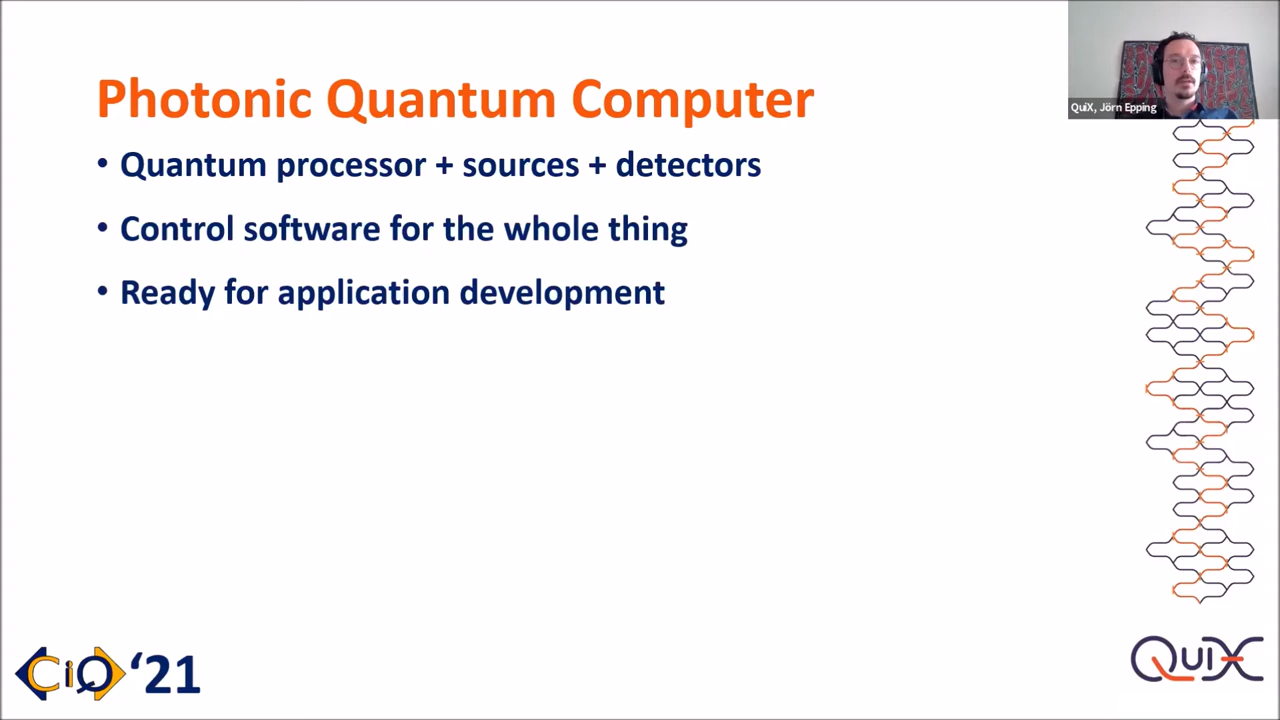 Photonic Quantum Computer
QuiX, Jörn Epping
• Quantum processor + sources + detectors
• Control software for the whole thing
• Ready for application development
CiQ ‘21
QuiX